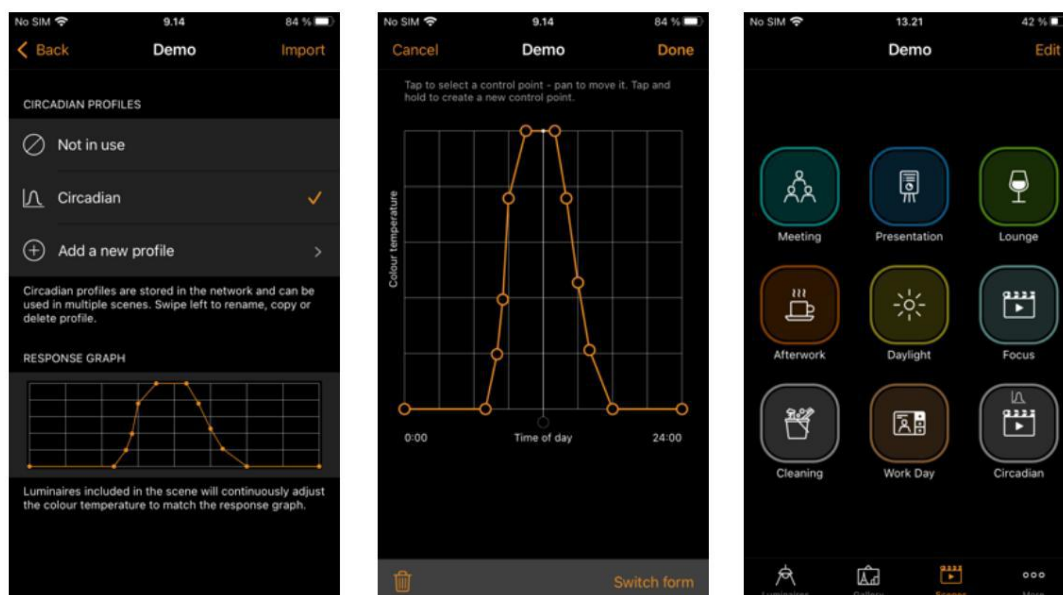 No SIM 9.14 84 %
Back Demo Import
CIRCADIAN PROFILES
Not in use
Circadian
Add a new profile
Circadian profiles are stored in the network and can be
used in multiple scenes. Swipe left to rename, copy or
delete profile.
RESPONSE GRAPH
Luminaires included in the scene will continuously adjust
the colour temperature to match the response graph.
No SIM 9.14 84 %
Cancel Demo Done
Tap to select a control point - pan to move it. Tap and
hold to create a new control point.
Colour temperature
0:00 Time of day 24:00
Switch form
No SIM 13.21 42 %
Demo Edit
Meeting Presentation Lounge
Afterwork Daylight Focus
Cleaning Work Day Circadian
Luminaires Gallery Scenes More